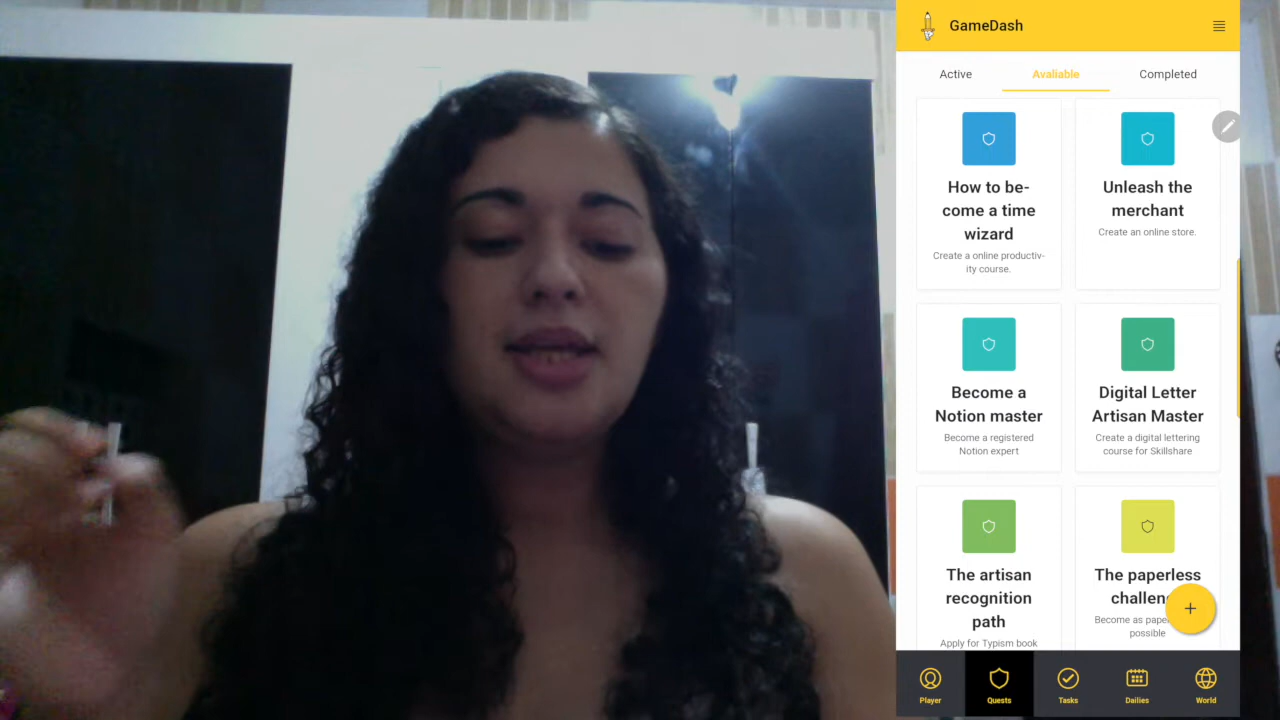 GameDash
Active
Avaliable
Completed
How to be-
come a time
wizard
Create a online productiv-
ity course.
Unleash the
merchant
Create an online store.
Become a
Notion master
Become a registered
Notion expert
Digital Letter
Artisan Master
Create a digital lettering
course for Skillshare
The artisan
recognition
path
Apply for Typism book
The paperless
Become as
possible
Player
Quests
Tasks
Dailies
World